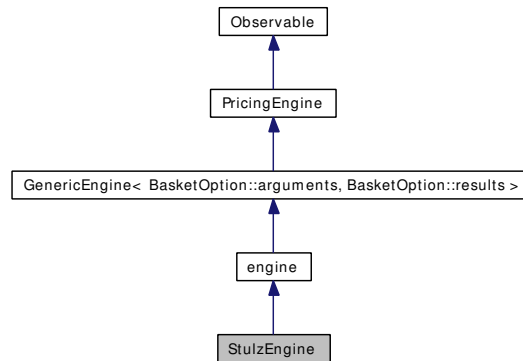 Observable
PricingEngine
GenericEngine< BasketOption::arguments, BasketOption::results >
engine
StulzEngine